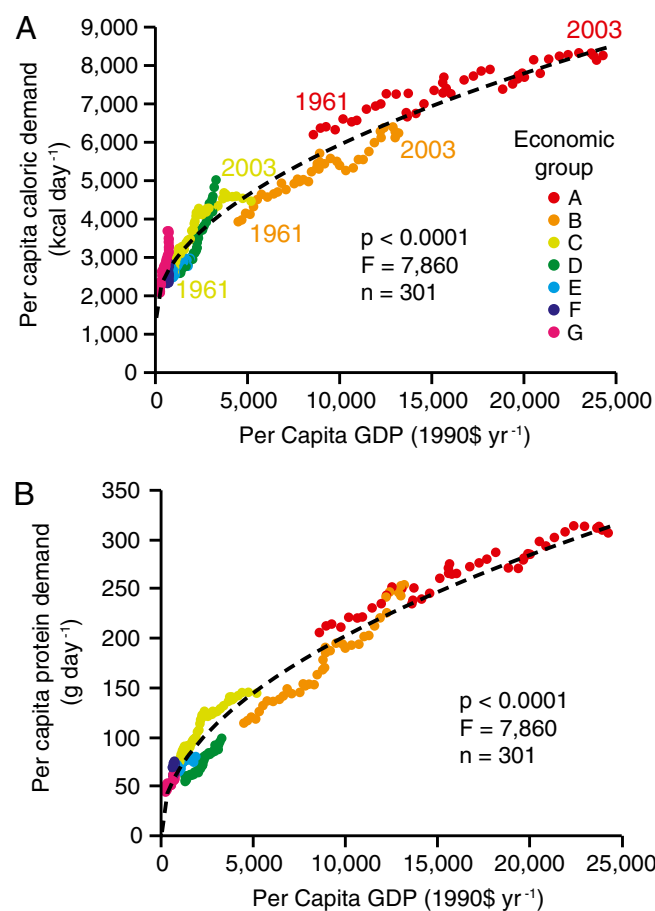 A
9,000
8,000
7,000
6,000
5,000
4,000
3,000
2,000
1,000
0
Per capita caloric demand
(kcal day⁻¹)
2003
1961
2003
2003
1961
1961
Economic
group
A
B
C
D
E
F
G
p < 0.0001
F = 7,860
n = 301
0 5,000 10,000 15,000 20,000 25,000
Per Capita GDP (1990$ yr⁻¹)
B
350
300
250
200
150
100
50
0
Per capita protein demand
(g day⁻¹)
p < 0.0001
F = 7,860
n = 301
0 5,000 10,000 15,000 20,000 25,000
Per Capita GDP (1990$ yr⁻¹)